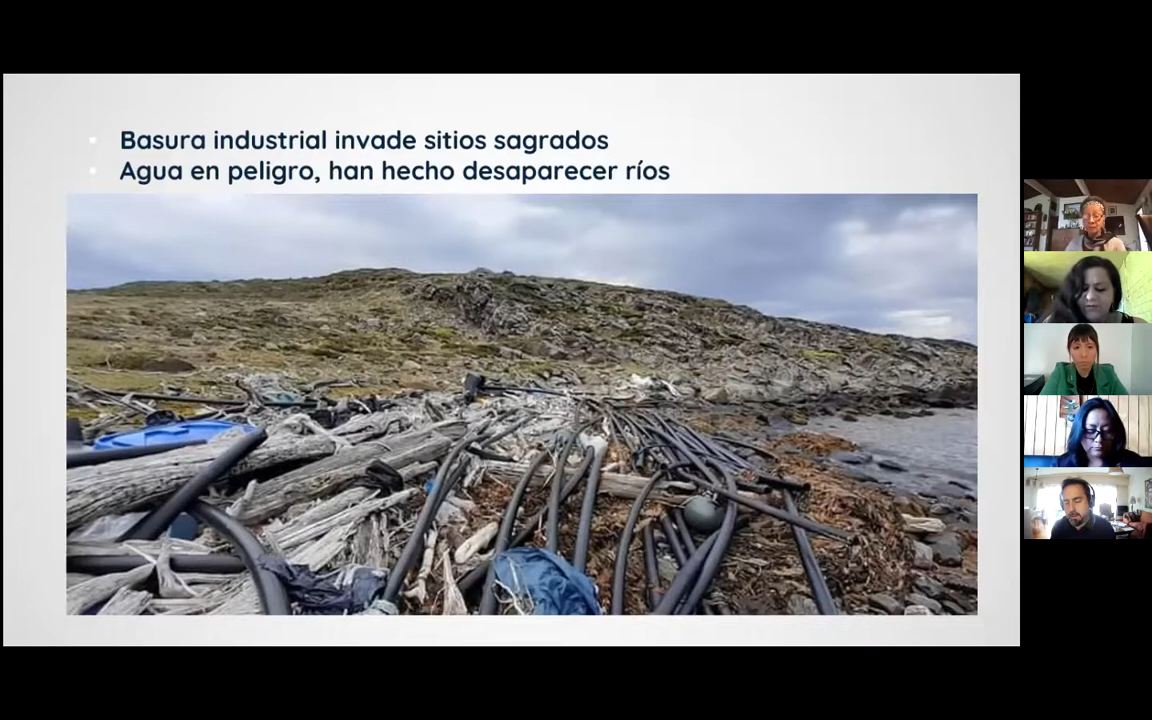 Basura industrial invade sitios sagrados
Agua en peligro, han hecho desaparecer ríos